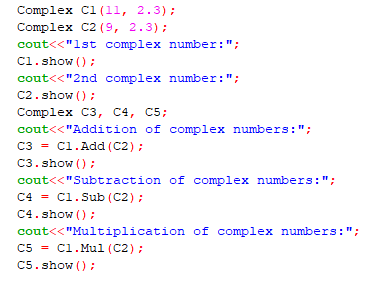 Complex C1(11, 2.3);
Complex C2(9, 2.3);
cout<<"1st complex number:";
C1.show();
cout<<"2nd complex number:";
C2.show();
Complex C3, C4, C5;
cout<<"Addition of complex numbers:";
C3 = C1.Add(C2);
C3.show();
cout<<"Subtraction of complex numbers:";
C4 = C1.Sub(C2);
C4.show();
cout<<"Multiplication of complex numbers:";
C5 = C1.Mul(C2);
C5.show();